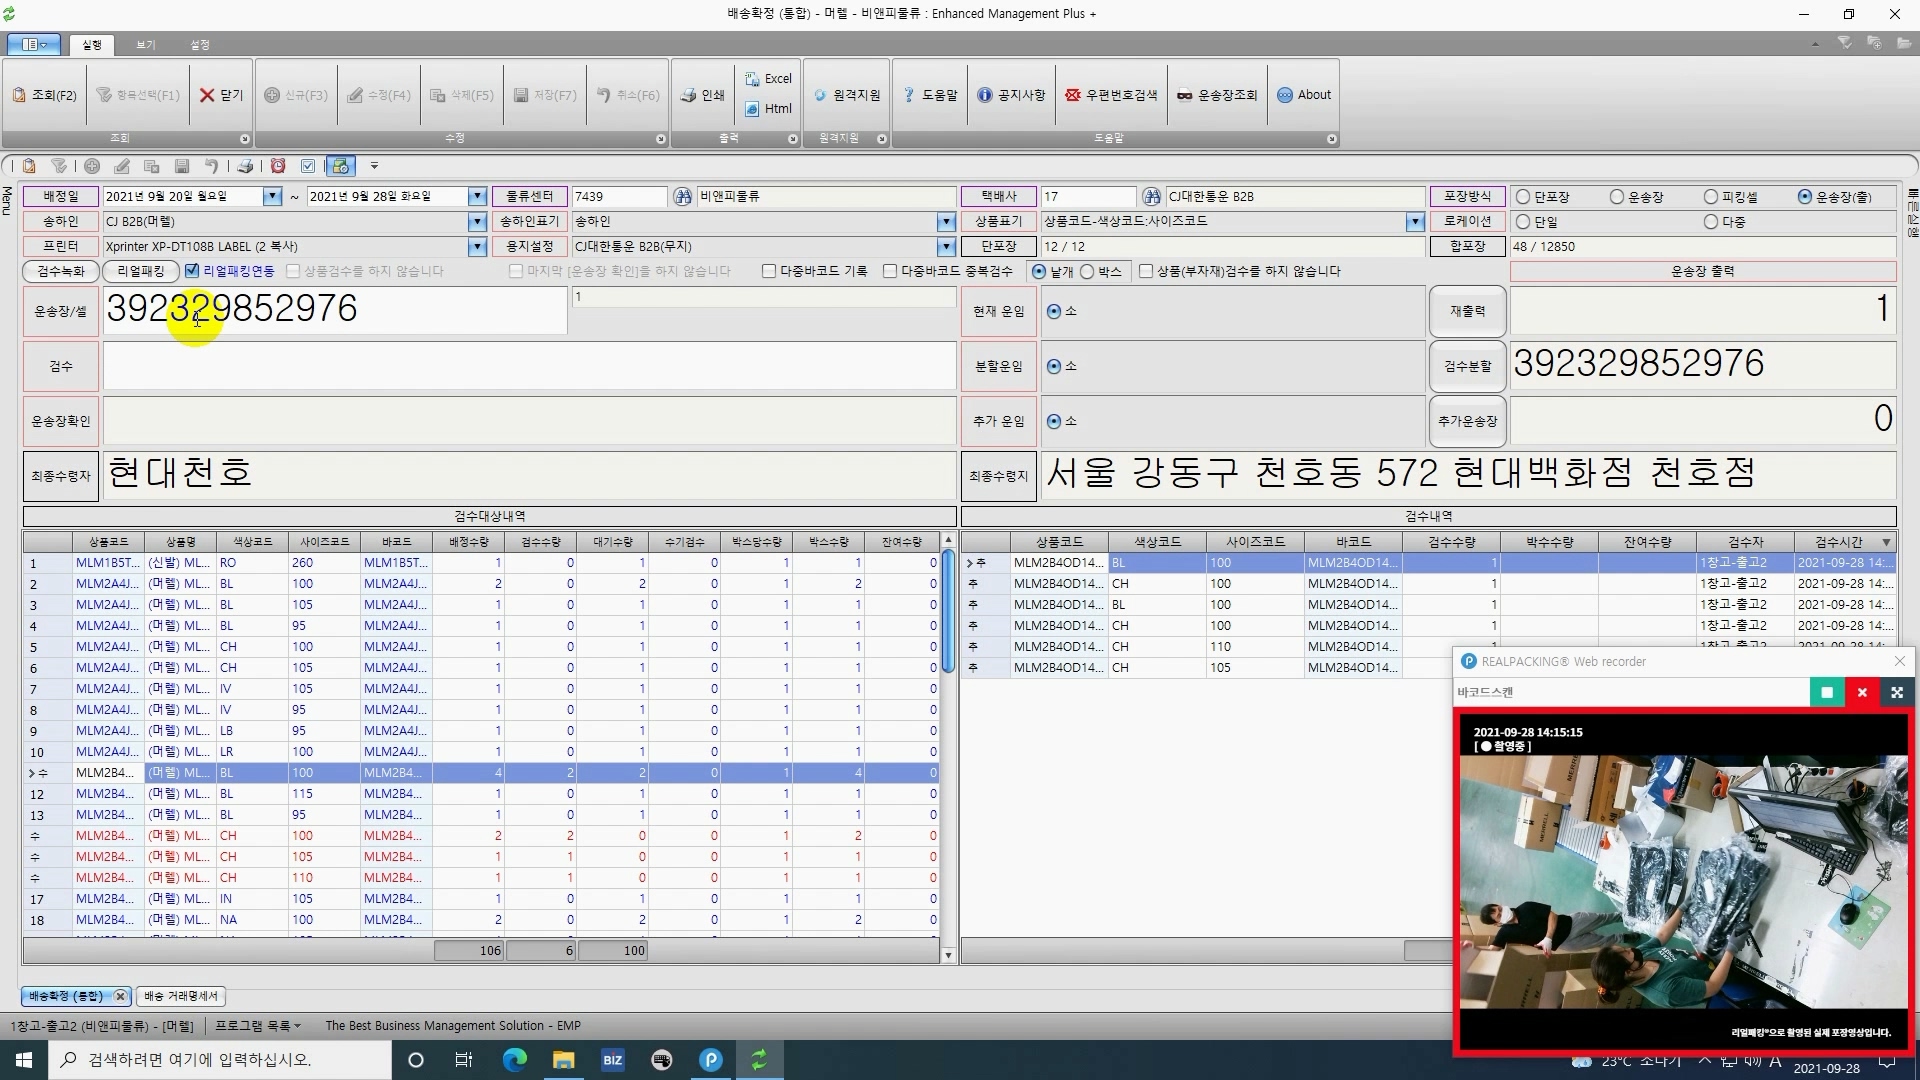 배송확정 (통합) - 머렐 - 비앤피물류 : Enhanced Management Plus +
실행 보기 설정
조회(F2) 항목선택(F1) 닫기 신규(F3) 수정(F4) 삭제(F5) 저장(F7) 취소(F6) 인쇄 Excel Html 원격지원 도움말 공지사항 우편번호검색 운송장조회 About
조회 수정 출력 원격지원 도움말
Menu
배정일 2021년 9월 20일 월요일 ~ 2021년 9월 28일 화요일 물류센터 7439 비앤피물류 택배사 17 CJ대한통운 B2B 포장방식 단포장 운송장 피킹셀 운송장(출)
송하인 CJ B2B(머렐) 송하인표기 송하인 상품표기 상품코드-색상코드:사이즈코드 로케이션 단일 다중
프린터 Xprinter XP-DT108B LABEL (2 복사) 용지설정 CJ대한통운 B2B(무지) 단포장 12 / 12 합포장 48 / 12850
검수녹화 리얼패킹 리얼패킹연동 상품검수를 하지 않습니다 마지막 [운송장 확인]을 하지 않습니다 다중바코드 기록 다중바코드 중복검수 낱개 박스 상품(부자재)검수를 하지 않습니다 운송장 출력
운송장/셀 392329852976 1 현재 운임 소 재출력 1
검수 분할운임 소 검수분할 392329852976
운송장확인 추가 운임 소 추가운송장 0
최종수령자 현대천호 최종수령지 서울 강동구 천호동 572 현대백화점 천호점
검수대상내역
상품코드 상품명 색상코드 사이즈코드 바코드 배정수량 검수수량 대기수량 수기검수 박스당수량 박스수량 잔여수량
1 MLM1B5T... (신발) ML... RO 260 MLM1B5T... 1 0 1 0 1 1 0
2 MLM2A4J... (머렐) ML... BL 100 MLM2A4J... 2 0 2 0 1 2 0
3 MLM2A4J... (머렐) ML... BL 105 MLM2A4J... 1 0 1 0 1 1 0
4 MLM2A4J... (머렐) ML... BL 95 MLM2A4J... 1 0 1 0 1 1 0
5 MLM2A4J... (머렐) ML... CH 100 MLM2A4J... 1 0 1 0 1 1 0
6 MLM2A4J... (머렐) ML... CH 105 MLM2A4J... 1 0 1 0 1 1 0
7 MLM2A4J... (머렐) ML... IV 105 MLM2A4J... 1 0 1 0 1 1 0
8 MLM2A4J... (머렐) ML... IV 95 MLM2A4J... 1 0 1 0 1 1 0
9 MLM2A4J... (머렐) ML... LB 95 MLM2A4J... 1 0 1 0 1 1 0
10 MLM2A4J... (머렐) ML... LR 100 MLM2A4J... 1 0 1 0 1 1 0
수 MLM2B4... (머렐) ML... BL 100 MLM2B4... 4 2 2 0 1 4 0
12 MLM2B4... (머렐) ML... BL 115 MLM2B4... 1 0 1 0 1 1 0
13 MLM2B4... (머렐) ML... BL 95 MLM2B4... 1 0 1 0 1 1 0
수 MLM2B4... (머렐) ML... CH 100 MLM2B4... 2 2 0 0 1 2 0
수 MLM2B4... (머렐) ML... CH 105 MLM2B4... 1 1 0 0 1 1 0
수 MLM2B4... (머렐) ML... CH 110 MLM2B4... 1 1 0 0 1 1 0
17 MLM2B4... (머렐) ML... IN 105 MLM2B4... 1 0 1 0 1 1 0
18 MLM2B4... (머렐) ML... NA 100 MLM2B4... 2 0 2 0 1 2 0
106 6 100
검수내역
상품코드 색상코드 사이즈코드 바코드 검수수량 박수수량 잔여수량 검수자 검수시간
추 MLM2B4OD14... BL 100 MLM2B4OD14... 1 1창고-출고2 2021-09-28 14:...
추 MLM2B4OD14... CH 100 MLM2B4OD14... 1 1창고-출고2 2021-09-28 14:...
추 MLM2B4OD14... BL 100 MLM2B4OD14... 1 1창고-출고2 2021-09-28 14:...
추 MLM2B4OD14... CH 100 MLM2B4OD14... 1 1창고-출고2 2021-09-28 14:...
추 MLM2B4OD14... CH 110 MLM2B4OD14... 1 1창고-출고2 2021-09-28 14:...
추 MLM2B4OD14... CH 105 MLM2B4OD14...
REALPACKING® Web recorder
바코드스캔
2021-09-28 14:15:15
[ ● 촬영중 ]
리얼패킹®으로 촬영된 실제 포장영상입니다.
배송확정 (통합) 배송 거래명세서
1창고-출고2 (비앤피물류) - [머렐] 프로그램 목록 The Best Business Management Solution - EMP
검색하려면 여기에 입력하십시오.
BIZ
23°C 소나기 A
2021-09-28